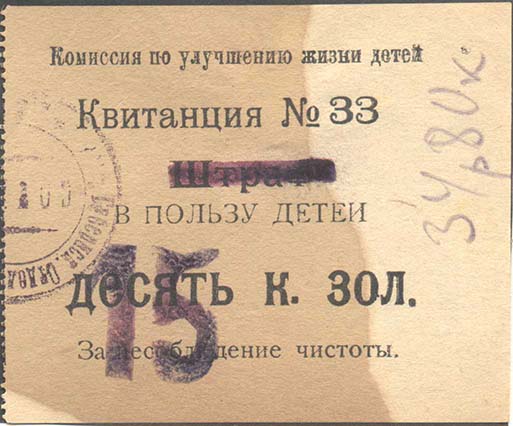 Комиссия по улучшению жизни детей
Квитанция № 33
Штраф
В ПОЛЬЗУ ДЕТЕЙ
15
ДЕСЯТЬ К. ЗОЛ.
За несоблюдение чистоты.